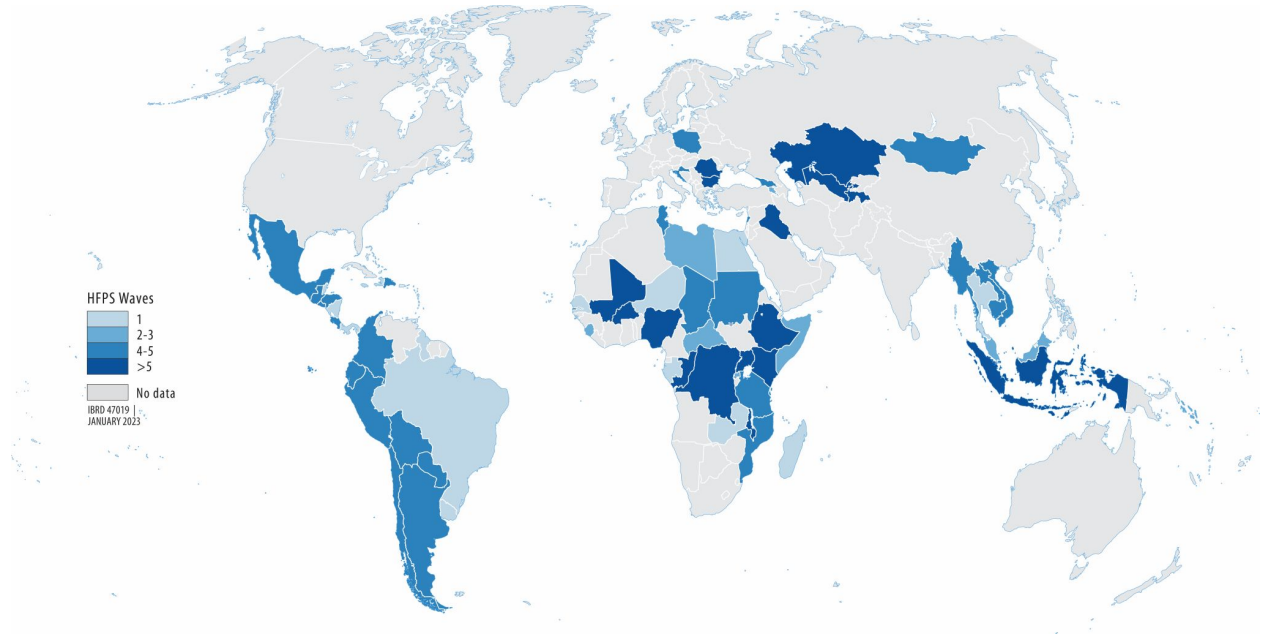 HFPS Waves
1
2-3
4-5
>5
No data
IBRD 47019 |
JANUARY 2023